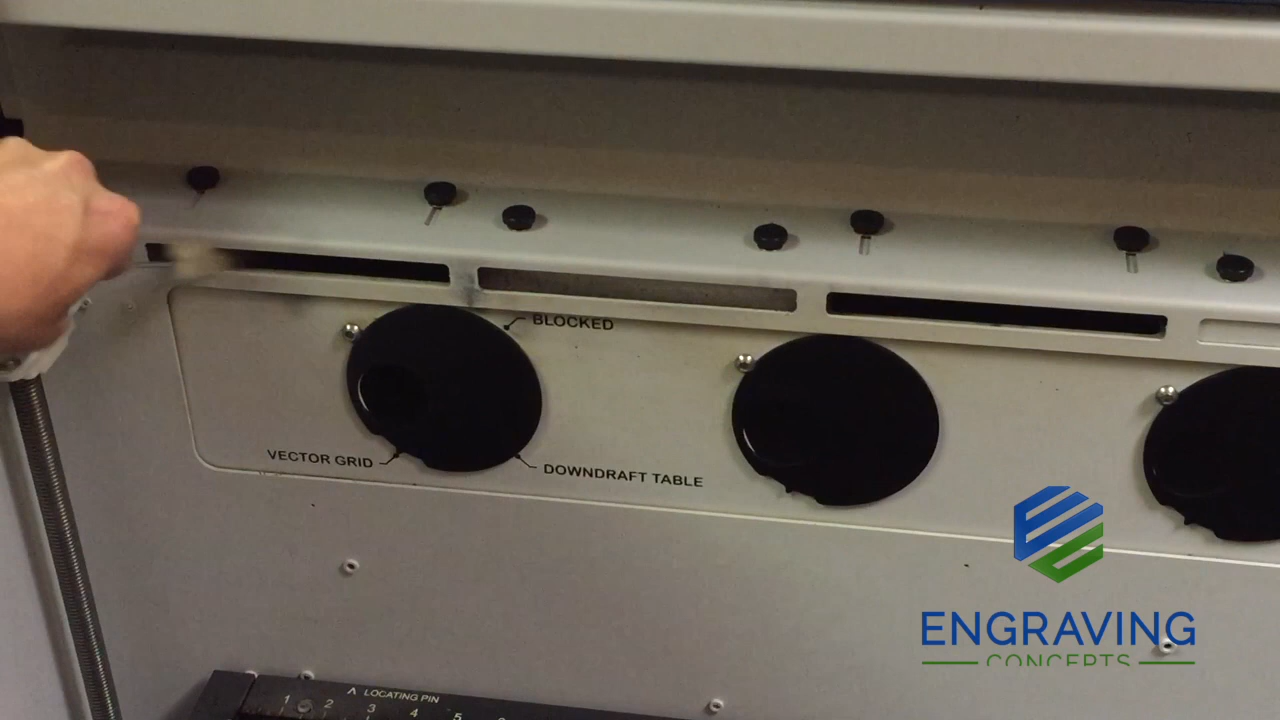 BLOCKED
VECTOR GRID
DOWNDRAFT TABLE
ENGRAVING
CONCEPTS
LOCATING PIN
1 2 3 4 5